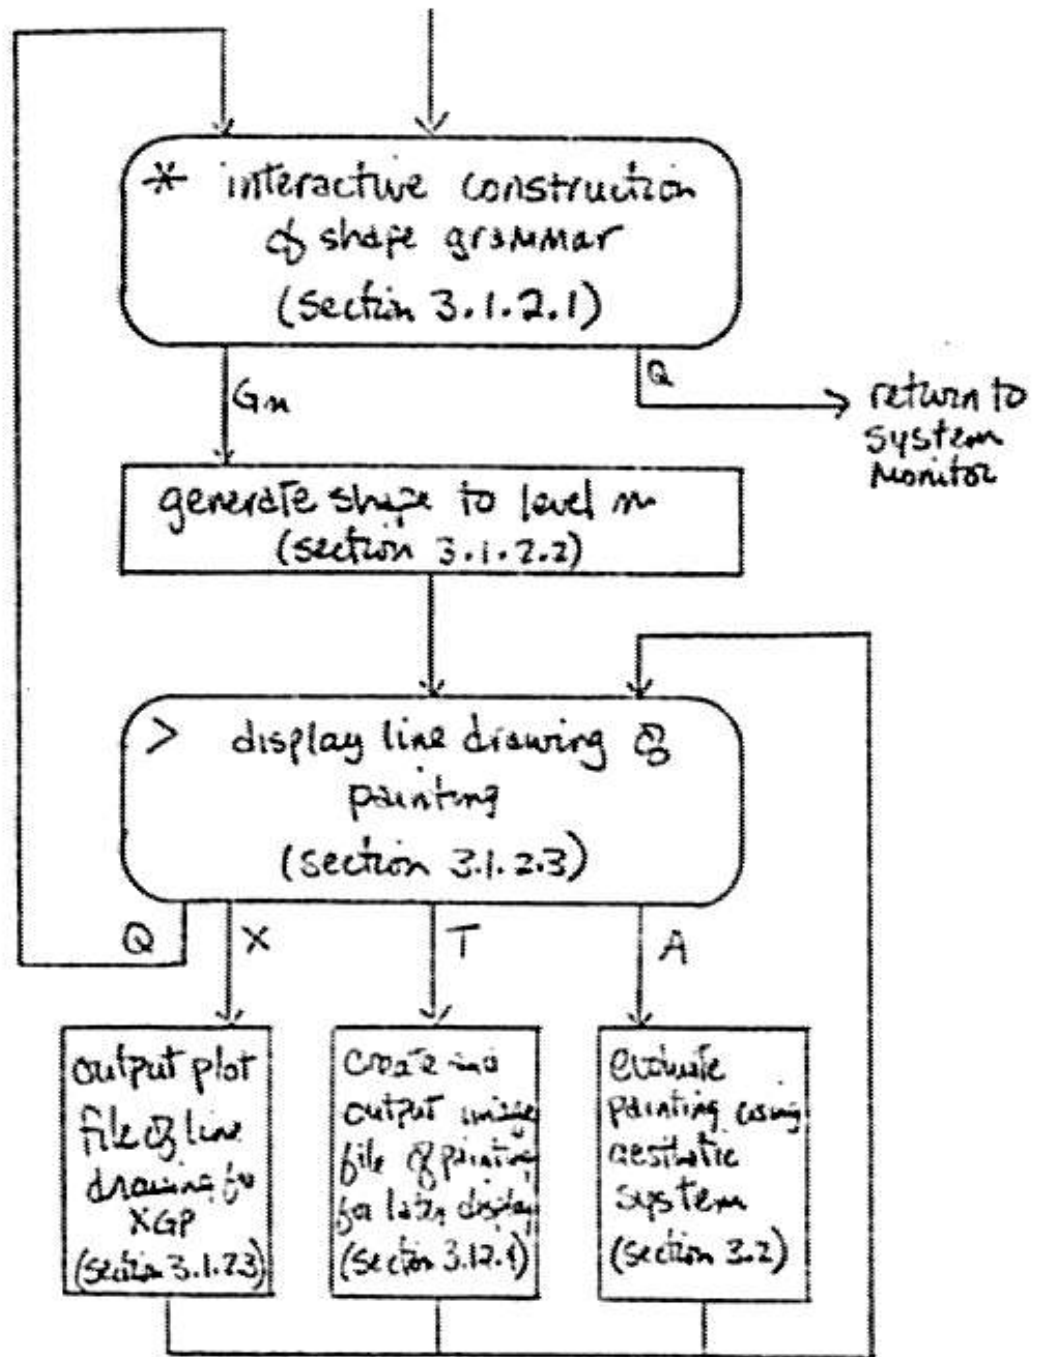 * interactive construction
of shape grammar
(section 3.1.2.1)
Gn
Q
return to
system
monitor
generate shape to level n
(section 3.1.2.2)
> display line drawing of
painting
(section 3.1.2.3)
Q
X
T
A
output plot
file of line
drawing for
XGP
(section 3.1.2.3)
create and
output image
file of painting
for later display
(section 3.1.2.4)
evaluate
painting using
aesthetic
system
(section 3.2)